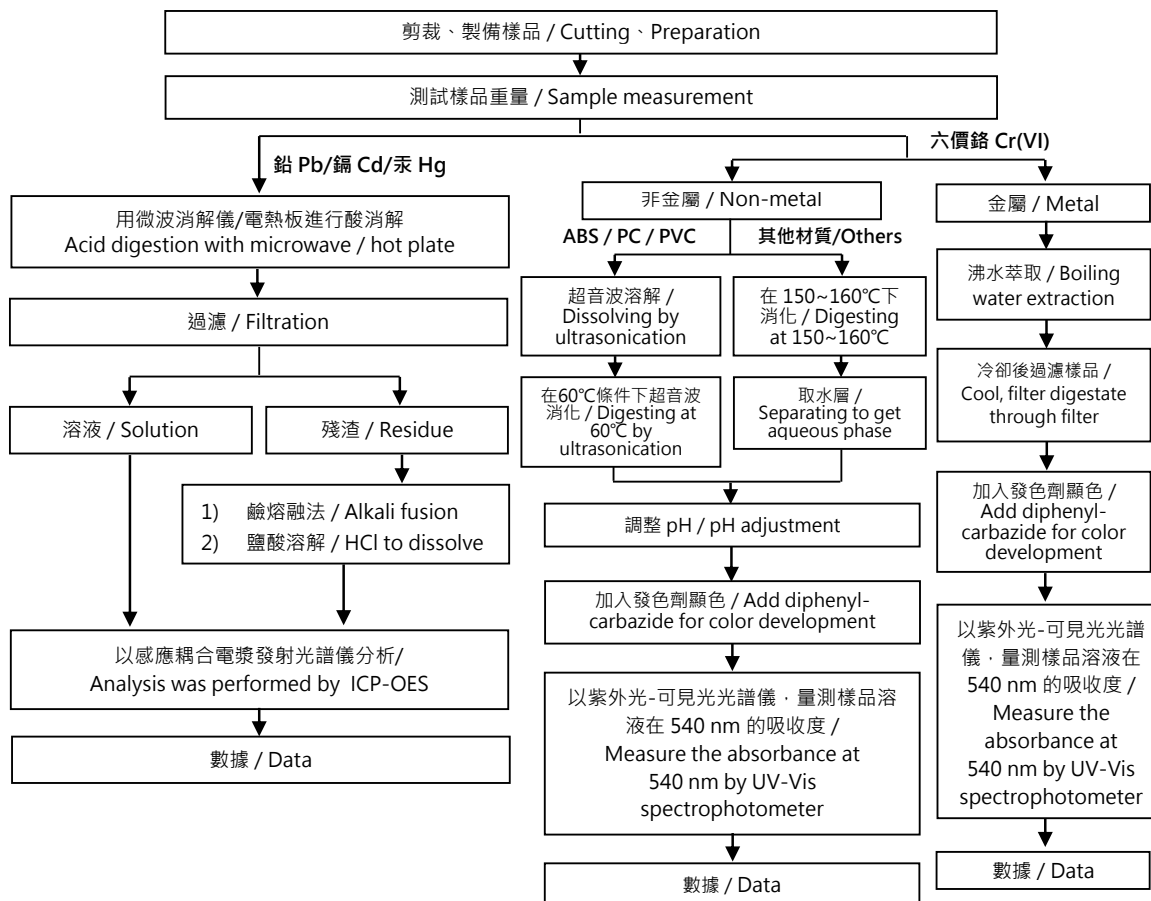 剪裁、製備樣品 / Cutting、Preparation
測試樣品重量 / Sample measurement
鉛 Pb/鎘 Cd/汞 Hg
六價鉻 Cr(VI)
用微波消解儀/電熱板進行酸消解
Acid digestion with microwave / hot plate
過濾 / Filtration
溶液 / Solution
殘渣 / Residue
1) 鹼熔融法 / Alkali fusion
2) 鹽酸溶解 / HCl to dissolve
以感應耦合電漿發射光譜儀分析/
Analysis was performed by ICP-OES
數據 / Data
非金屬 / Non-metal
ABS / PC / PVC
其他材質/Others
超音波溶解 /
Dissolving by
ultrasonication
在60℃條件下超音波
消化 / Digesting at
60℃ by
ultrasonication
在 150~160℃下
消化 / Digesting
at 150~160℃
取水層 /
Separating to get
aqueous phase
調整 pH / pH adjustment
加入發色劑顯色 / Add diphenyl-
carbazide for color development
以紫外光-可見光光譜儀，量測樣品溶
液在 540 nm 的吸收度 /
Measure the absorbance at
540 nm by UV-Vis
spectrophotometer
數據 / Data
金屬 / Metal
沸水萃取 / Boiling
water extraction
冷卻後過濾樣品 /
Cool, filter digestate
through filter
加入發色劑顯色 /
Add diphenyl-
carbazide for color
development
以紫外光-可見光光譜
儀，量測樣品溶液在
540 nm 的吸收度 /
Measure the
absorbance at
540 nm by UV-Vis
spectrophotometer
數據 / Data